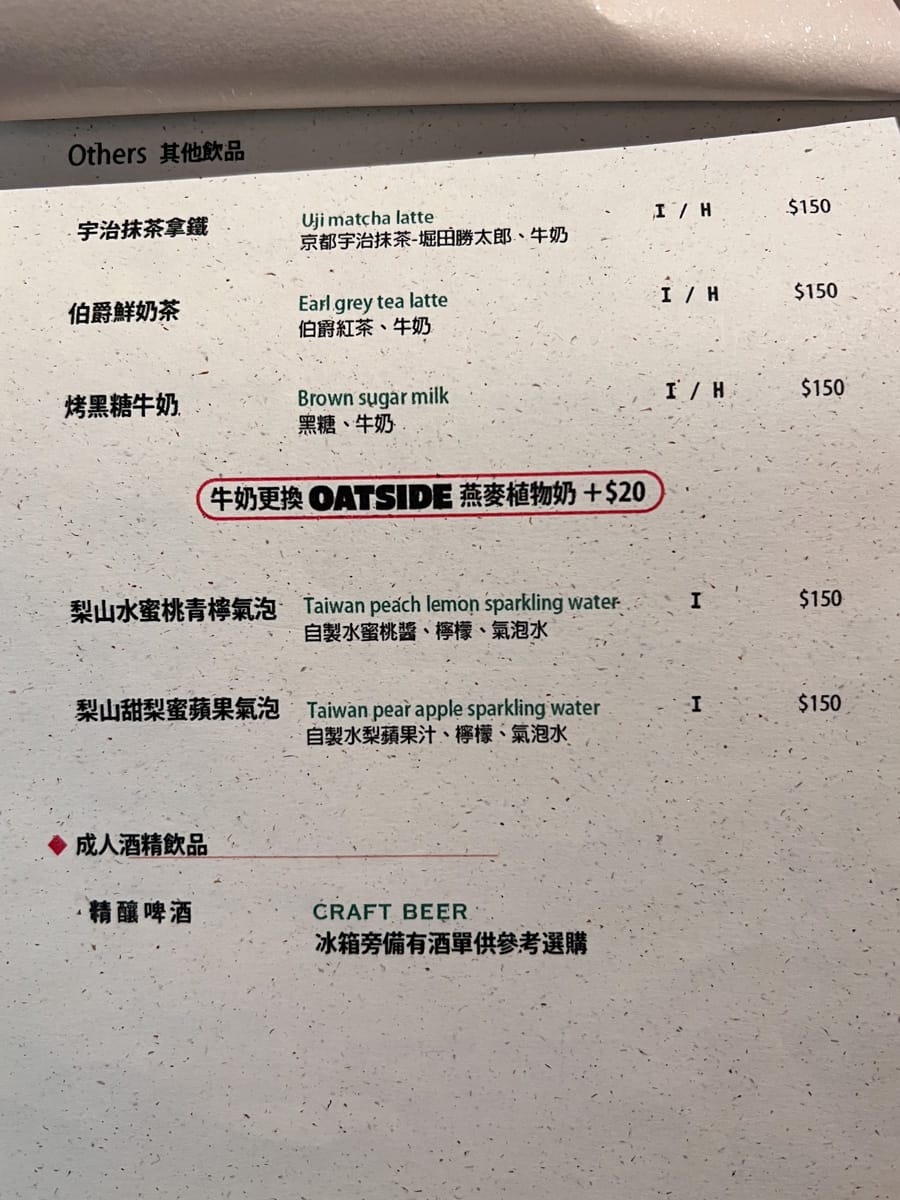 Others 其他飲品
宇治抹茶拿鐵 Uji matcha latte I / H $150
京都宇治抹茶-堀田勝太郎、牛奶
伯爵鮮奶茶 Earl grey tea latte I / H $150
伯爵紅茶、牛奶
烤黑糖牛奶 Brown sugar milk I / H $150
黑糖、牛奶
牛奶更換 OATSIDE 燕麥植物奶 +$20
梨山水蜜桃青檸氣泡 Taiwan peach lemon sparkling water I $150
自製水蜜桃醬、檸檬、氣泡水
梨山甜梨蜜蘋果氣泡 Taiwan pear apple sparkling water I $150
自製水梨蘋果汁、檸檬、氣泡水
成人酒精飲品
精釀啤酒 CRAFT BEER
冰箱旁備有酒單供參考選購